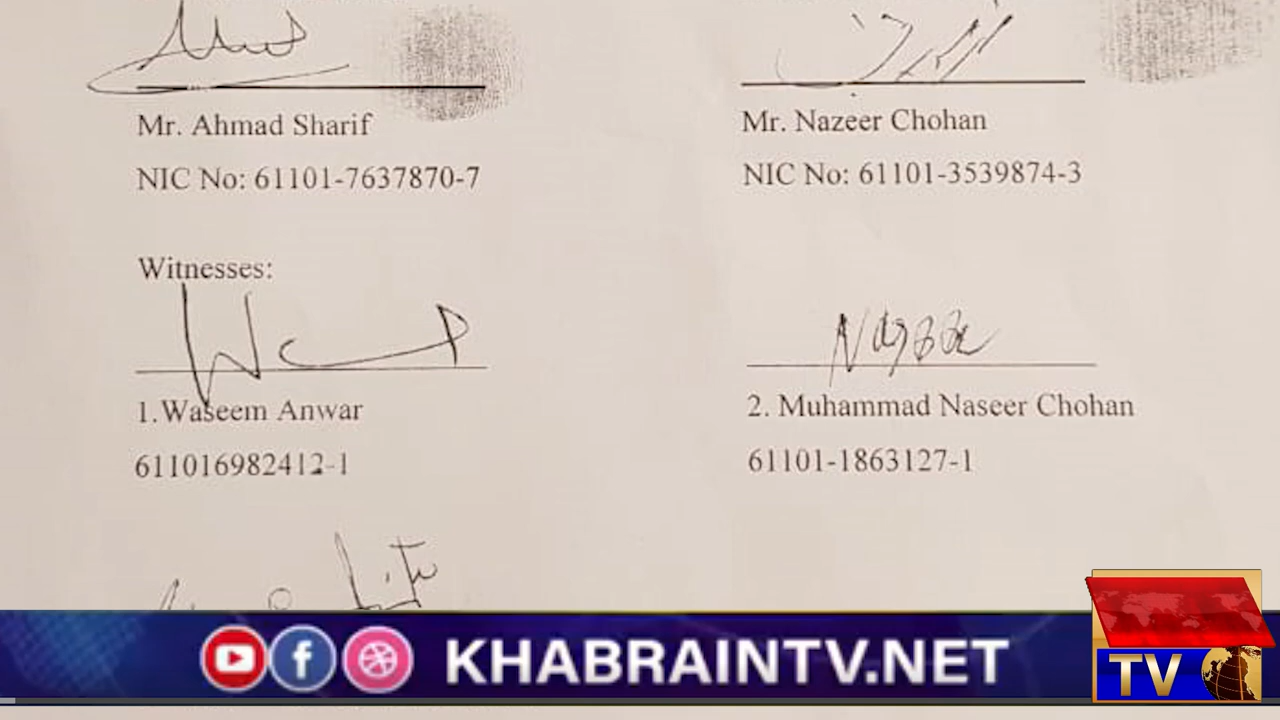 Mr. Ahmad Sharif
NIC No: 61101-7637870-7
Mr. Nazeer Chohan
NIC No: 61101-3539874-3
Witnesses:
1.Waseem Anwar
611016982412-1
Naseer
2. Muhammad Naseer Chohan
61101-1863127-1
KHABRAINTV.NET
TV